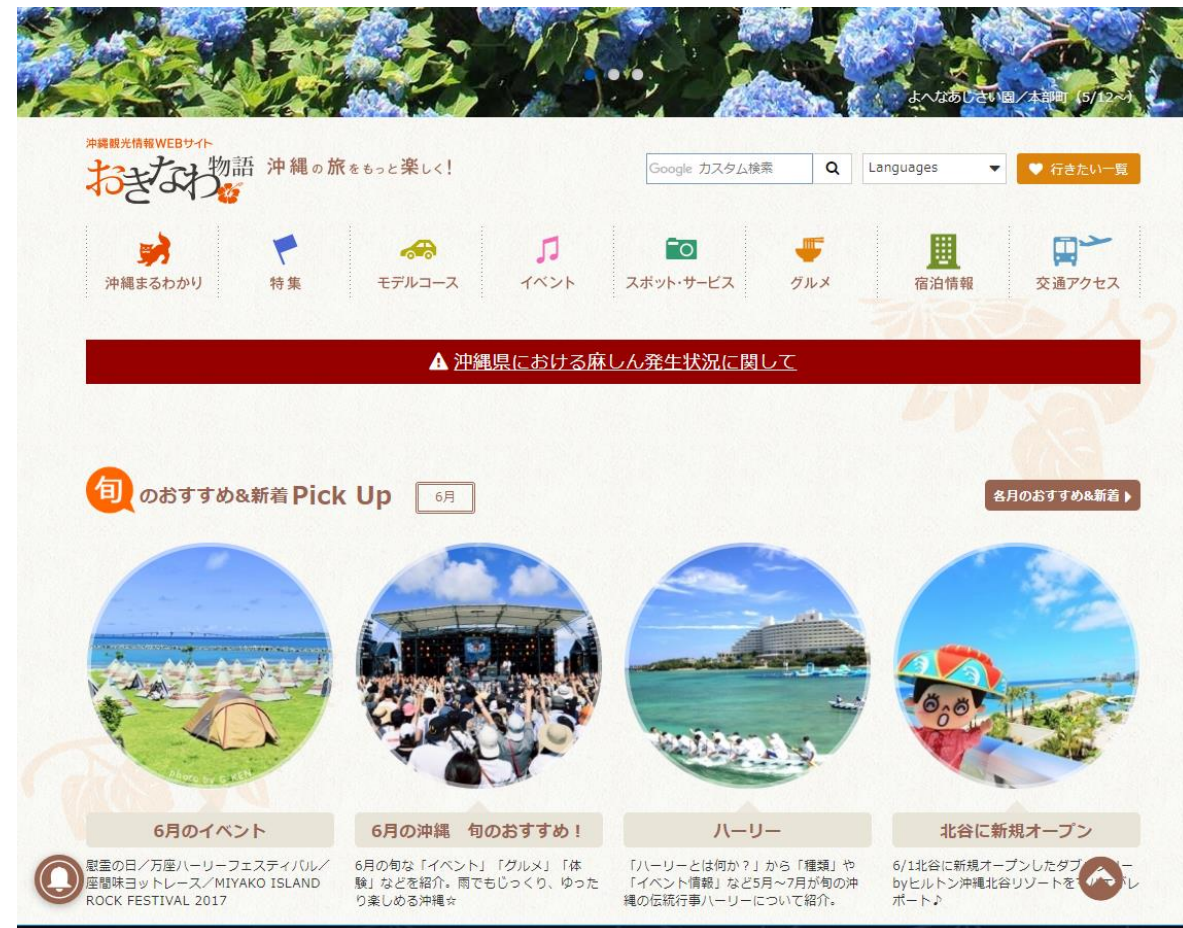 よへなあじさい園／本部町 (5/12~)
沖縄観光情報WEBサイト
おきなわ物語 沖縄の旅をもっと楽しく!
Google カスタム検索
Languages
行きたい一覧
沖縄まるわかり
特集
モデルコース
イベント
スポット・サービス
グルメ
宿泊情報
交通アクセス
沖縄県における麻しん発生状況に関して
旬のおすすめ&新着Pick Up
6月
各月のおすすめ&新着
photo by G-KEN
6月のイベント
慰霊の日／万座ハーリーフェスティバル／
座間味ヨットレース／MIYAKO ISLAND
ROCK FESTIVAL 2017
6月の沖縄 旬のおすすめ！
6月の旬な「イベント」「グルメ」「体
験」などを紹介。雨でもじっくり、ゆった
り楽しめる沖縄☆
ハーリー
「ハーリーとは何か？」から「種類」や
「イベント情報」など5月～7月が旬の沖
縄の伝統行事ハーリーについて紹介。
北谷に新規オープン
6/1北谷に新規オープンしたダブ
byヒルトン沖縄北谷リゾートを
ポート♪